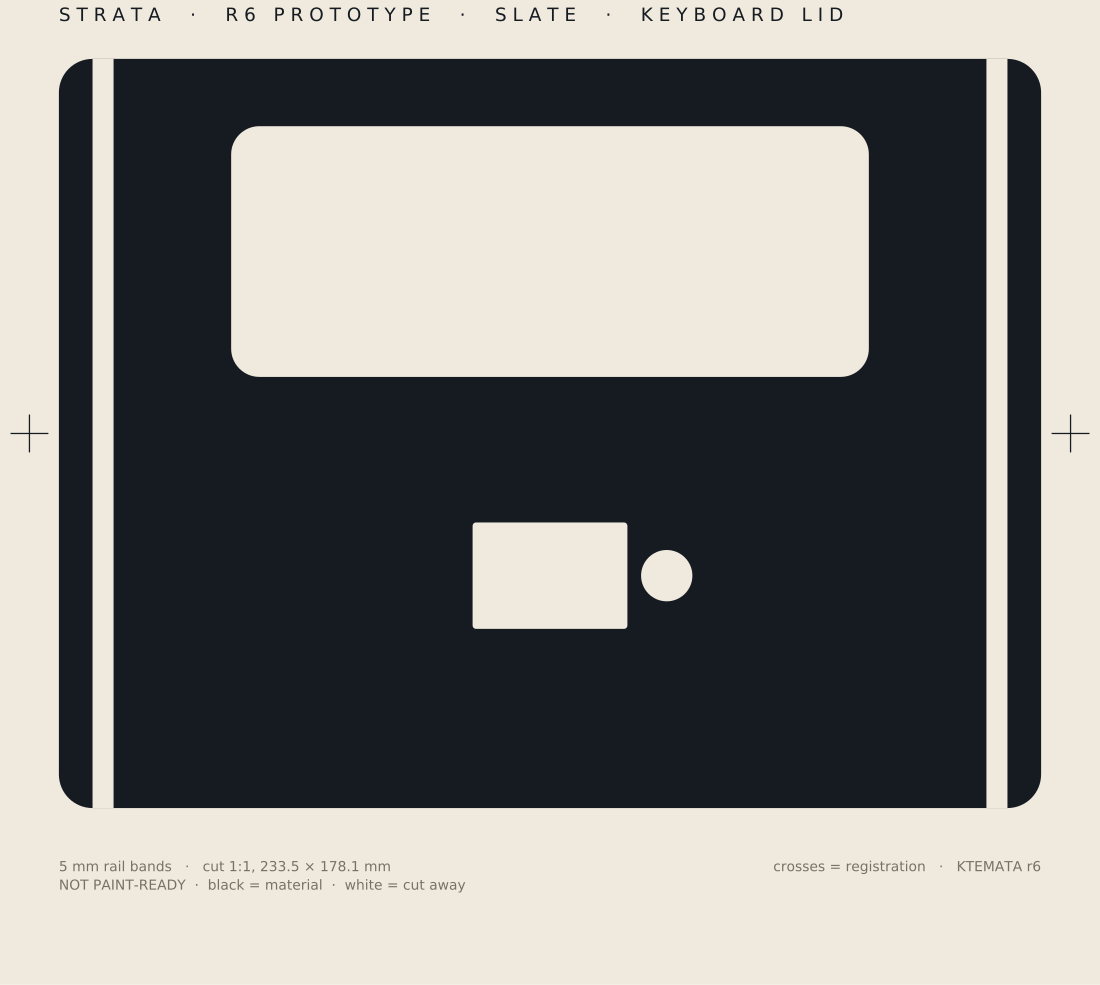 STRATA · R6 PROTOTYPE · SLATE · KEYBOARD LID
5 mm rail bands · cut 1:1, 233.5 × 178.1 mm
NOT PAINT-READY · black = material · white = cut away
crosses = registration · KTEMATA r6